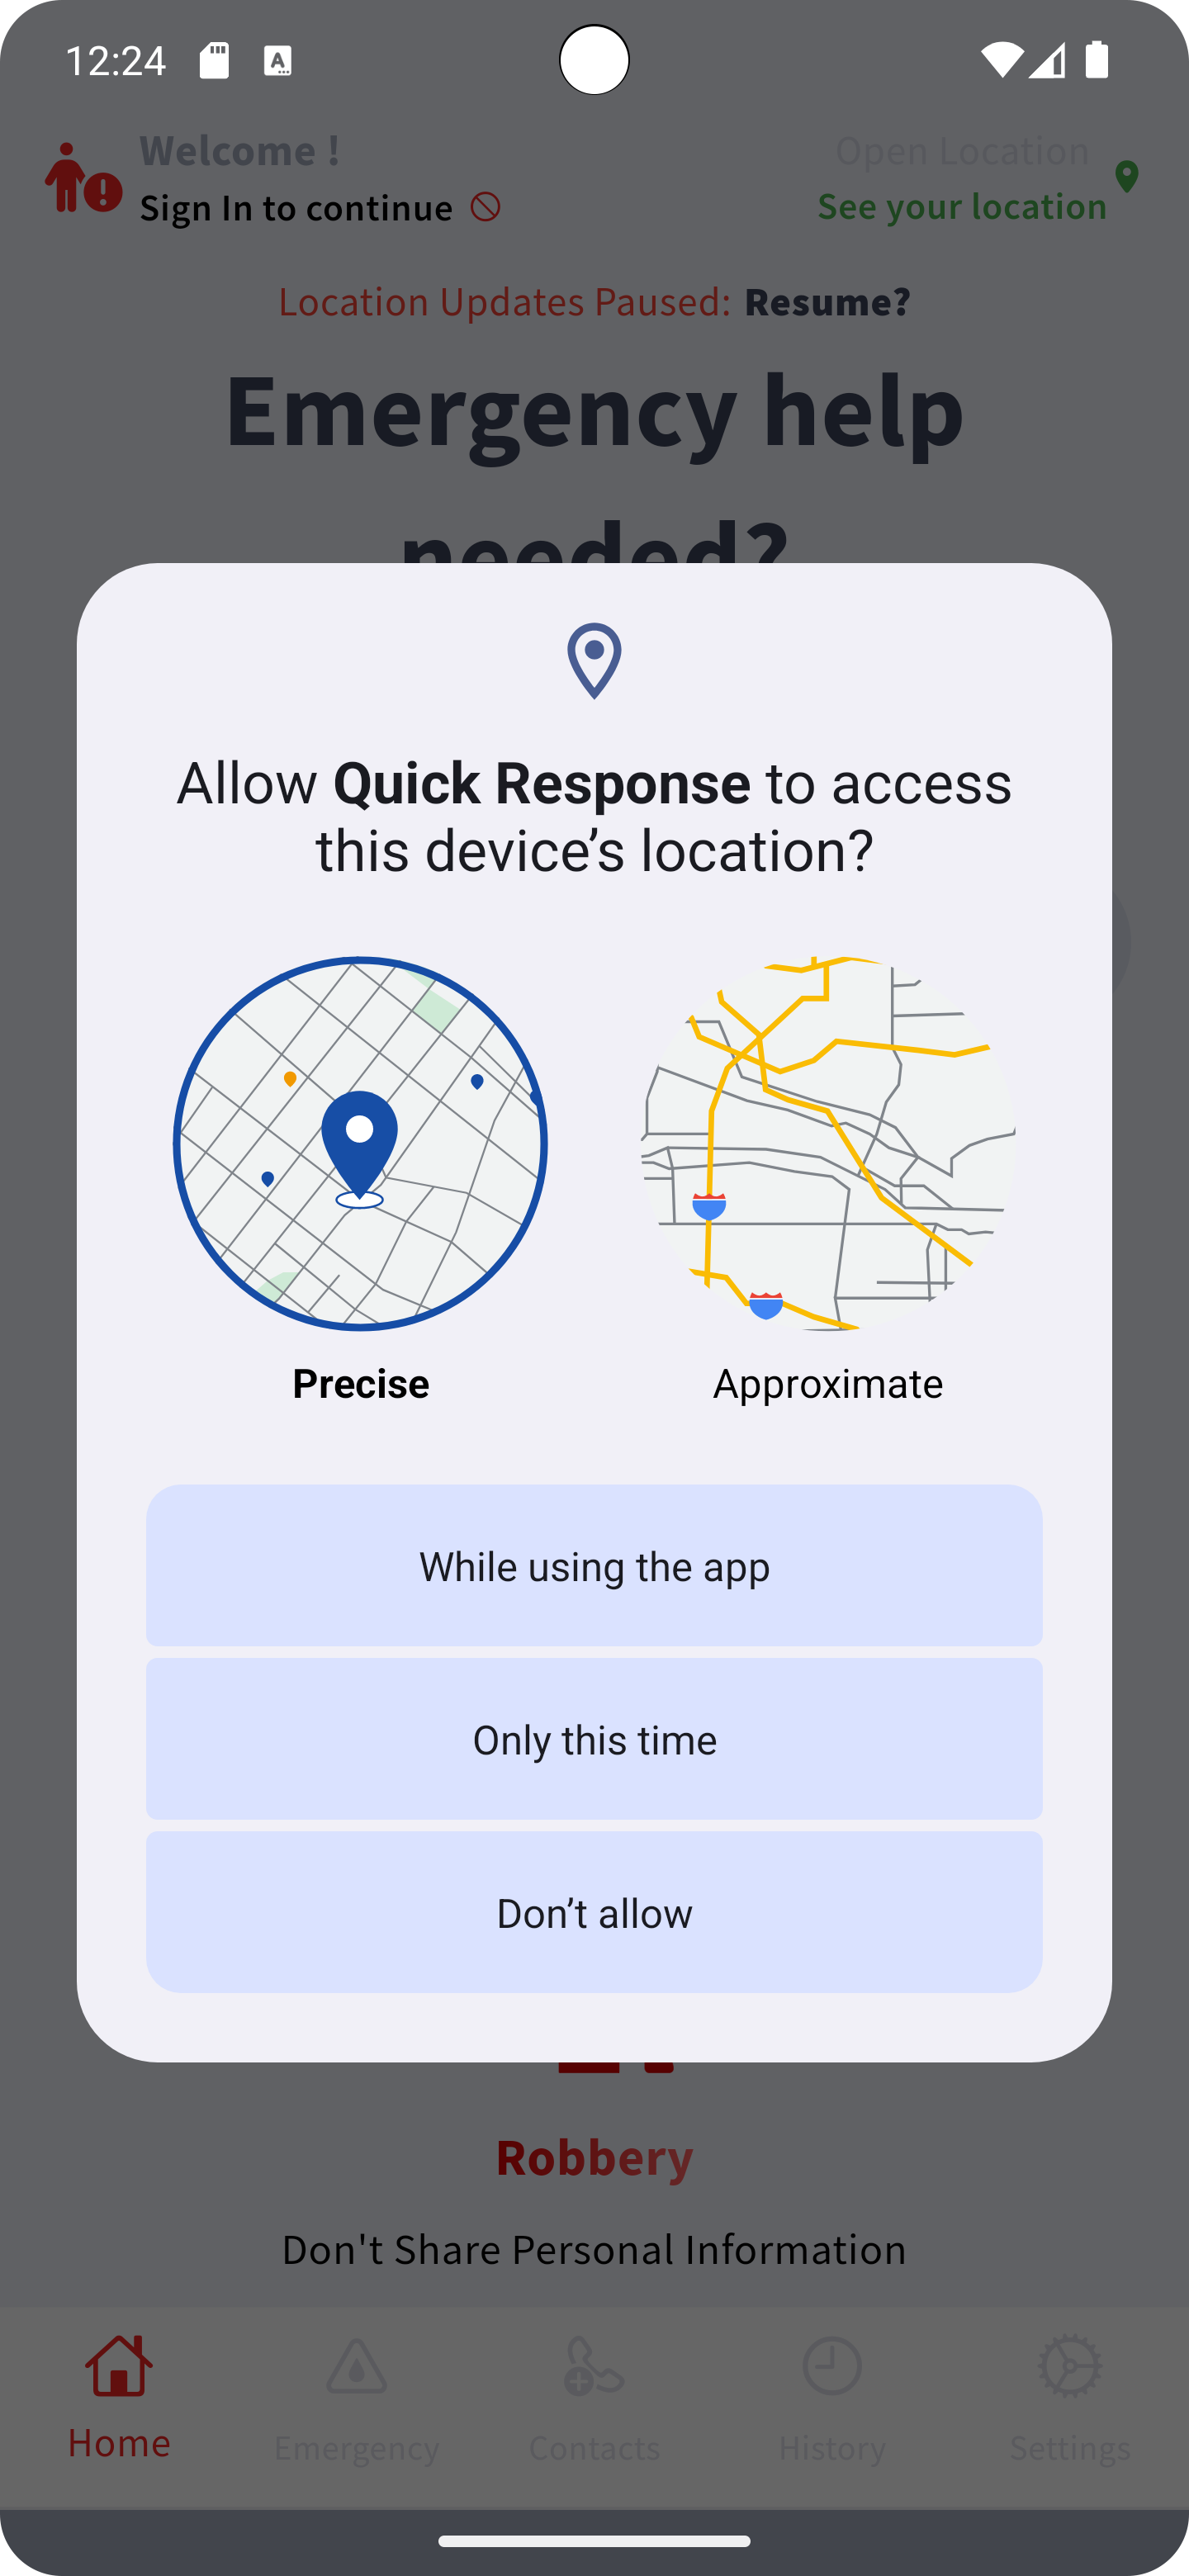 12:24
Welcome !
Open Location
Sign In to continue
See your location
Location Updates Paused: Resume?
Emergency help
needed?
Allow Quick Response to access
this device’s location?
Precise
Approximate
While using the app
Only this time
Don’t allow
Robbery
Don't Share Personal Information
Home
Emergency
Contacts
History
Settings